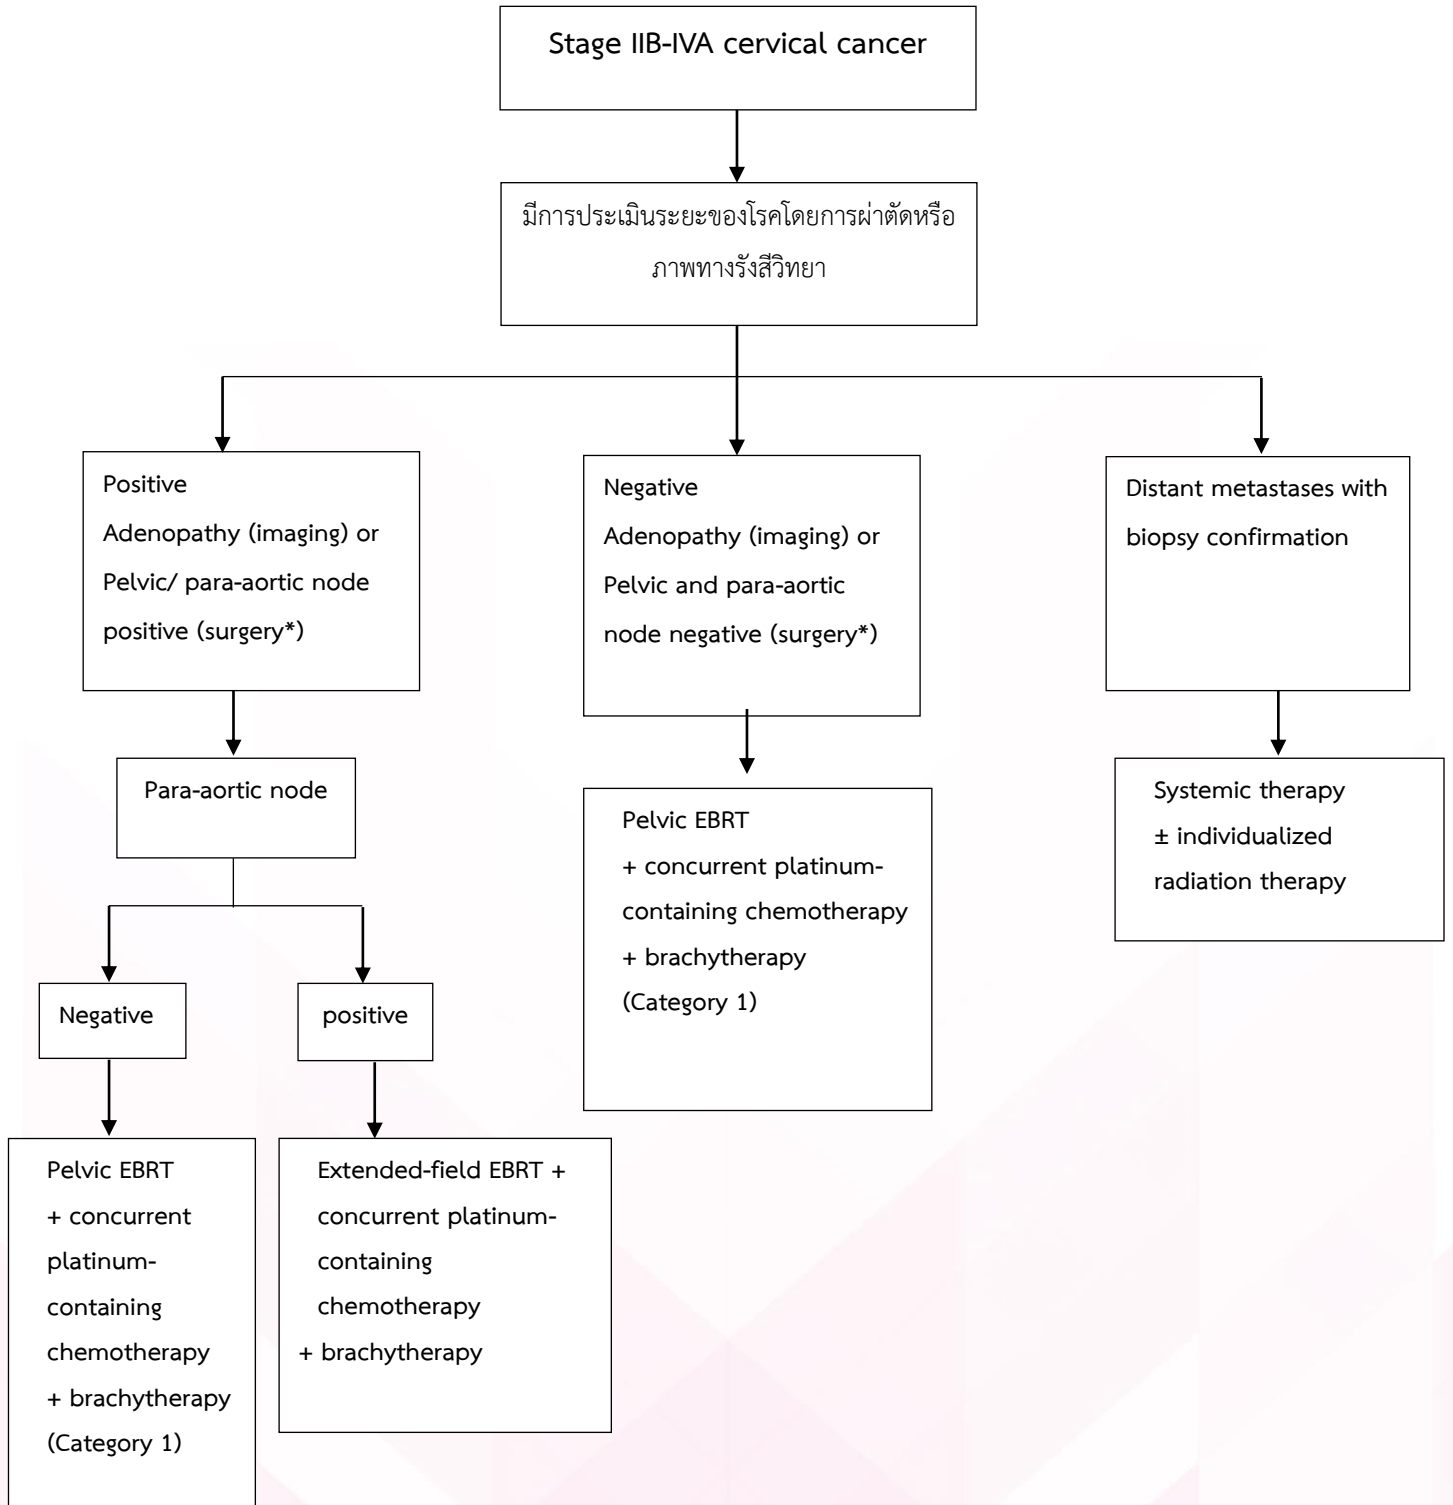 Stage IIB-IVA cervical cancer
มีการประเมินระยะของโรคโดยการผ่าตัดหรือ
ภาพทางรังสีวิทยา
Positive
Adenopathy (imaging) or
Pelvic/ para-aortic node
positive (surgery*)
Negative
Adenopathy (imaging) or
Pelvic and para-aortic
node negative (surgery*)
Distant metastases with
biopsy confirmation
Para-aortic node
Pelvic EBRT
+ concurrent platinum-
containing chemotherapy
+ brachytherapy
(Category 1)
Systemic therapy
± individualized
radiation therapy
Negative
positive
Pelvic EBRT
+ concurrent
platinum-
containing
chemotherapy
+ brachytherapy
(Category 1)
Extended-field EBRT +
concurrent platinum-
containing
chemotherapy
+ brachytherapy